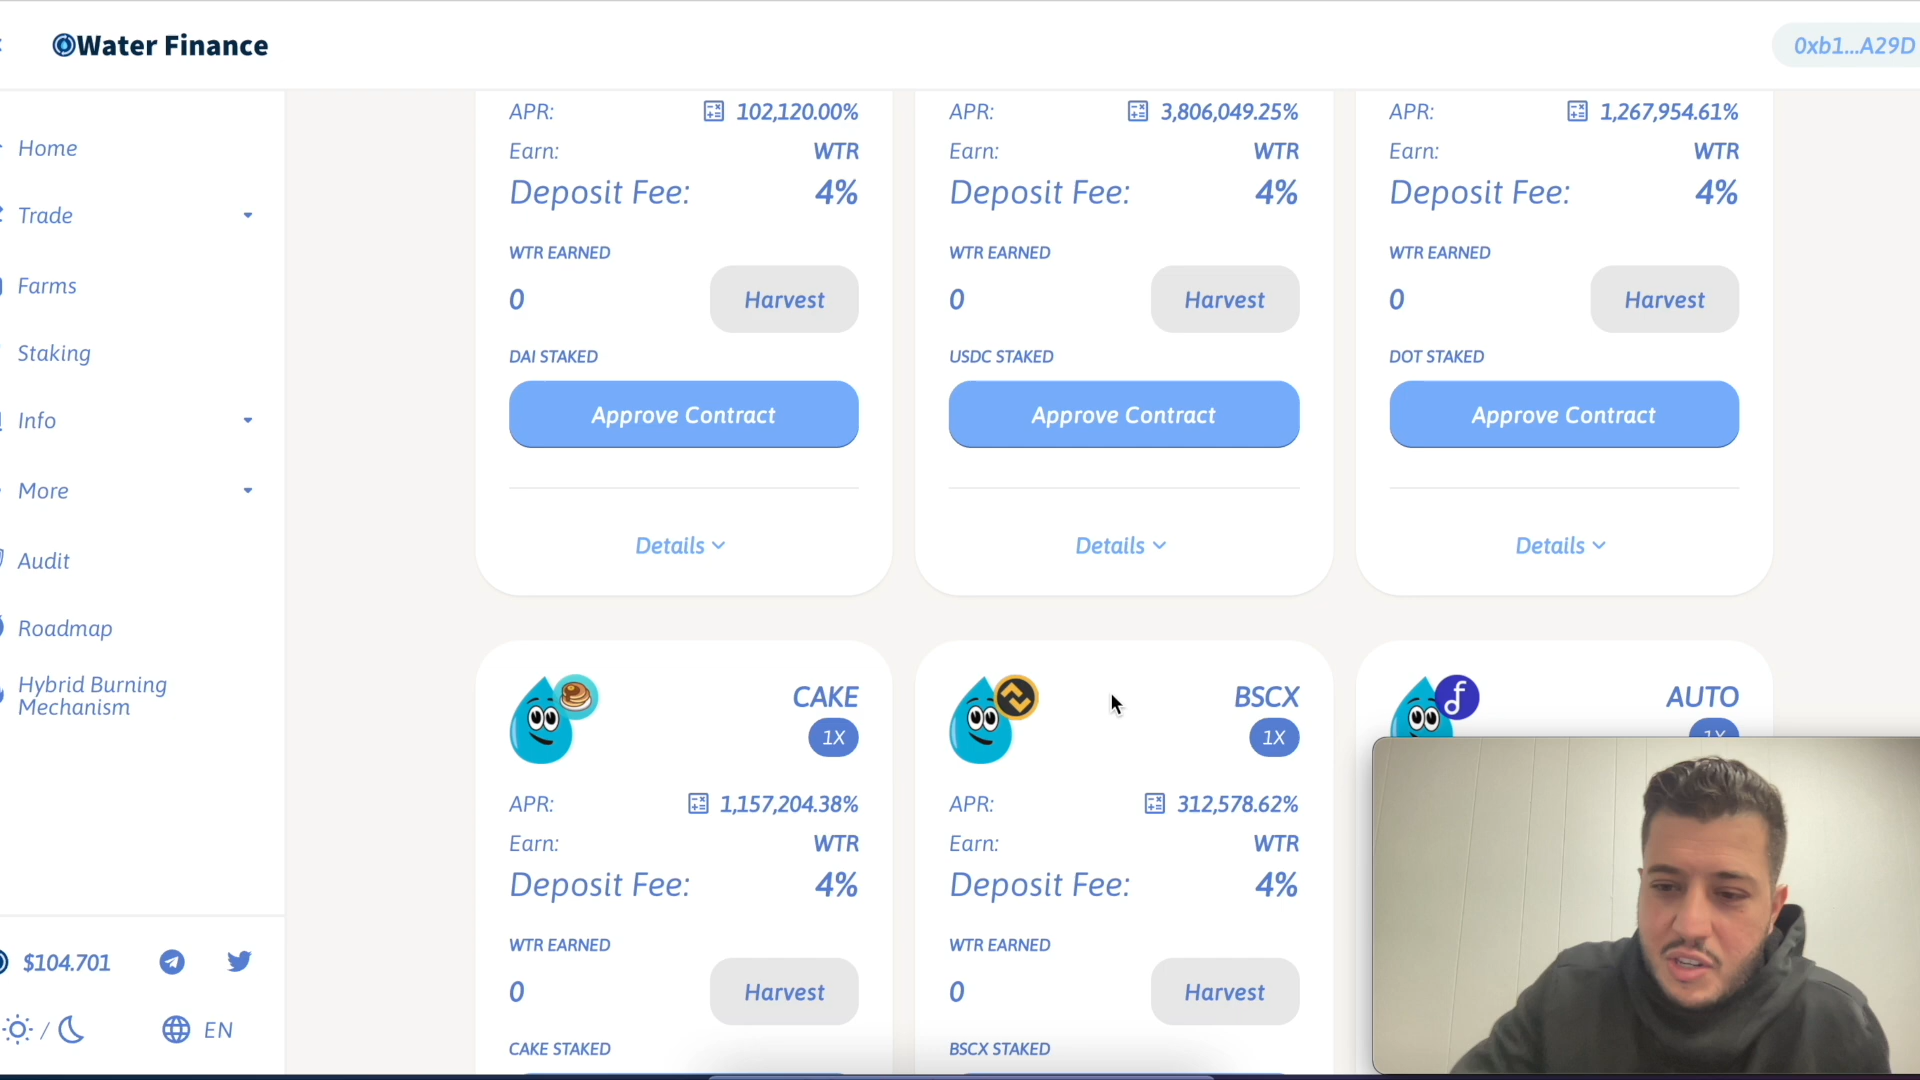 Water Finance
0xb1...A29D
Home
Trade
Farms
Staking
Info
More
Audit
Roadmap
Hybrid Burning
Mechanism
$104.701
EN
APR: 102,120.00%
Earn: WTR
Deposit Fee: 4%
WTR EARNED
0 Harvest
DAI STAKED
Approve Contract
Details
APR: 3,806,049.25%
Earn: WTR
Deposit Fee: 4%
WTR EARNED
0 Harvest
USDC STAKED
Approve Contract
Details
APR: 1,267,954.61%
Earn: WTR
Deposit Fee: 4%
WTR EARNED
0 Harvest
DOT STAKED
Approve Contract
Details
CAKE
1X
APR: 1,157,204.38%
Earn: WTR
Deposit Fee: 4%
WTR EARNED
0 Harvest
CAKE STAKED
BSCX
1X
APR: 312,578.62%
Earn: WTR
Deposit Fee: 4%
WTR EARNED
0 Harvest
BSCX STAKED
AUTO
1X